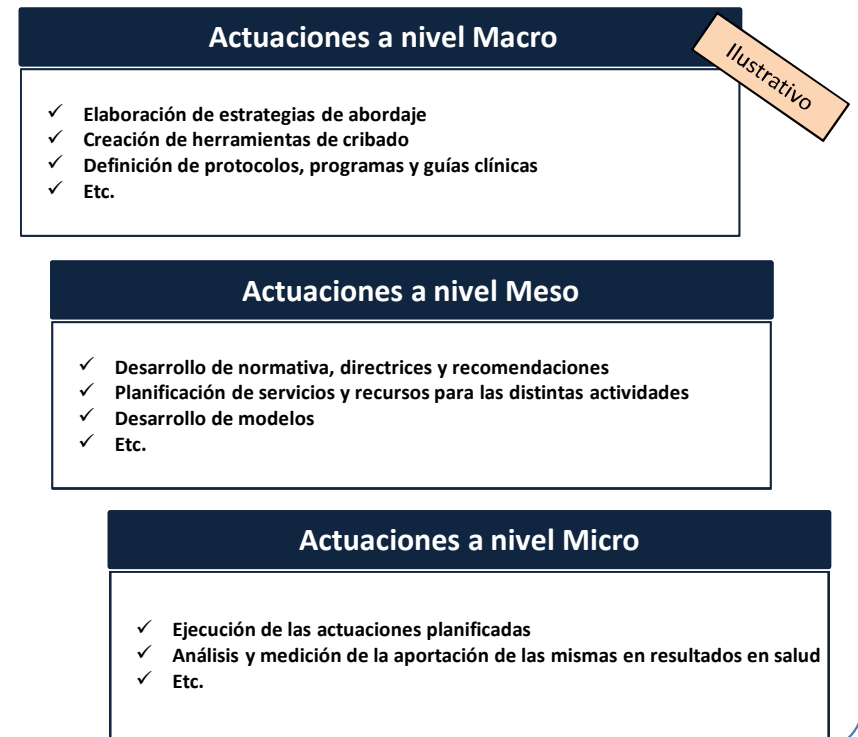 Actuaciones a nivel Macro
Ilustrativo
✓ Elaboración de estrategias de abordaje
✓ Creación de herramientas de cribado
✓ Definición de protocolos, programas y guías clínicas
✓ Etc.
Actuaciones a nivel Meso
✓ Desarrollo de normativa, directrices y recomendaciones
✓ Planificación de servicios y recursos para las distintas actividades
✓ Desarrollo de modelos
✓ Etc.
Actuaciones a nivel Micro
✓ Ejecución de las actuaciones planificadas
✓ Análisis y medición de la aportación de las mismas en resultados en salud
✓ Etc.